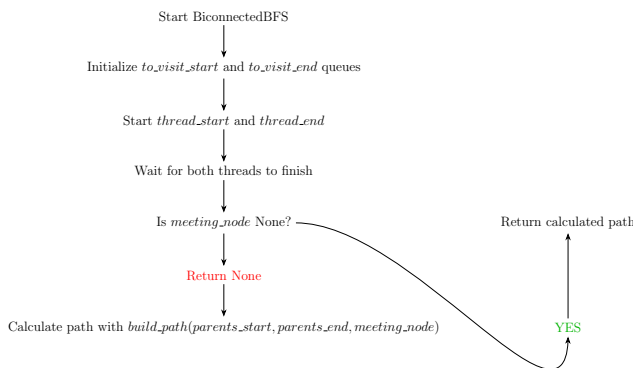 Start BiconnectedBFS
Initialize to_visit_start and to_visit_end queues
Start thread_start and thread_end
Wait for both threads to finish
Is meeting_node None?
Return calculated path
Return None
Calculate path with build_path(parents_start, parents_end, meeting_node)
YES